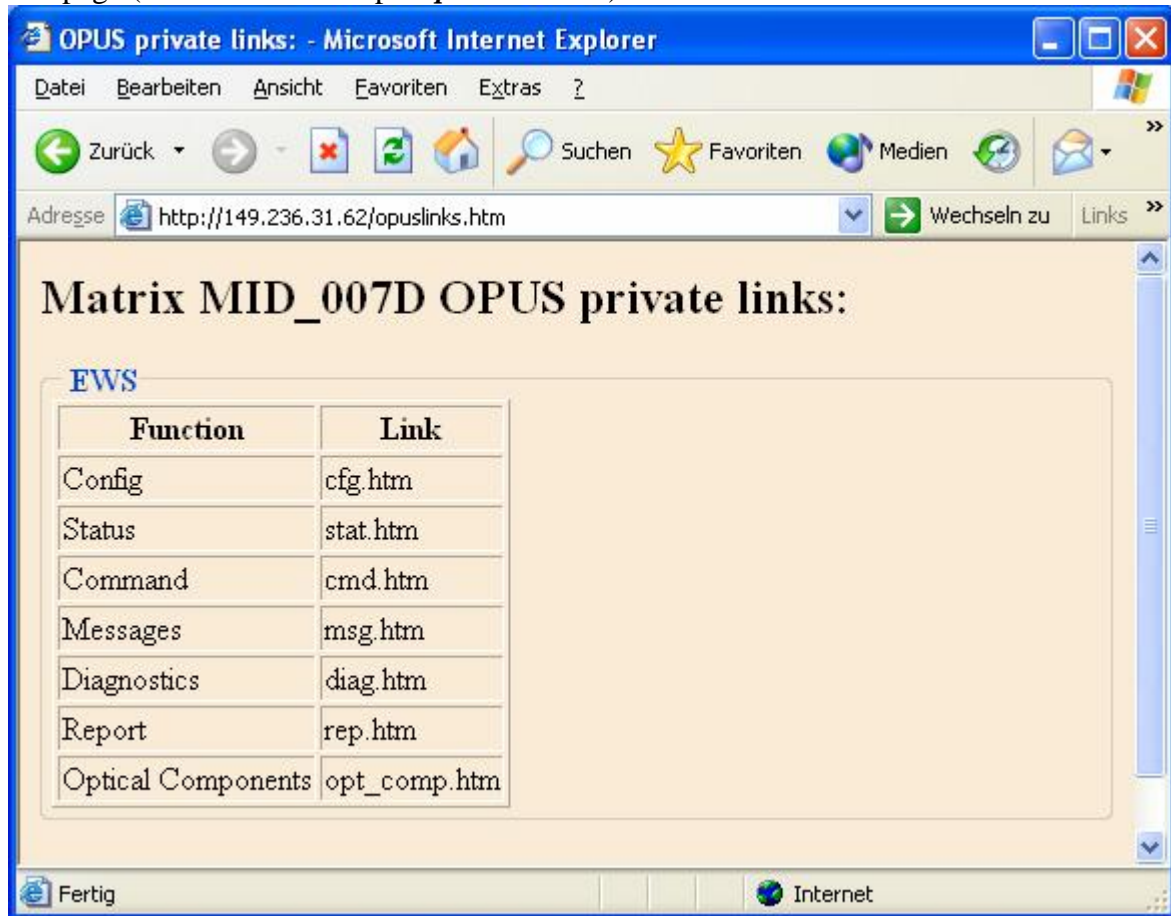 OPUS private links: - Microsoft Internet Explorer
Datei Bearbeiten Ansicht Favoriten Extras ?
Zurück Suchen Favoriten Medien »
Adresse http://149.236.31.62/opuslinks.htm Wechseln zu Links »
Matrix MID_007D OPUS private links:
EWS
Function Link
Config cfg.htm
Status stat.htm
Command cmd.htm
Messages msg.htm
Diagnostics diag.htm
Report rep.htm
Optical Components opt_comp.htm
Fertig Internet